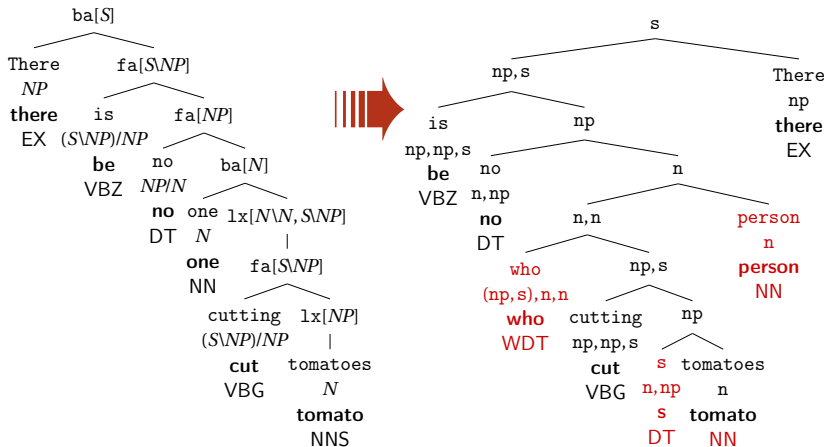 ba[S]
There
NP
there
EX
fa[S\NP]
is
(S\NP)/NP
be
VBZ
fa[NP]
no
NP/N
no
DT
ba[N]
one
N
one
NN
lx[N\N, S\NP]
fa[S\NP]
cutting
(S\NP)/NP
cut
VBG
lx[NP]
tomatoes
N
tomato
NNS
s
np,s
is
np,np,s
be
VBZ
np
no
n,np
no
DT
n
n,n
who
(np,s),n,n
who
WDT
np,s
cutting
np,np,s
cut
VBG
np
s
n,np
s
DT
tomatoes
n
tomato
NN
person
n
person
NN
There
np
there
EX